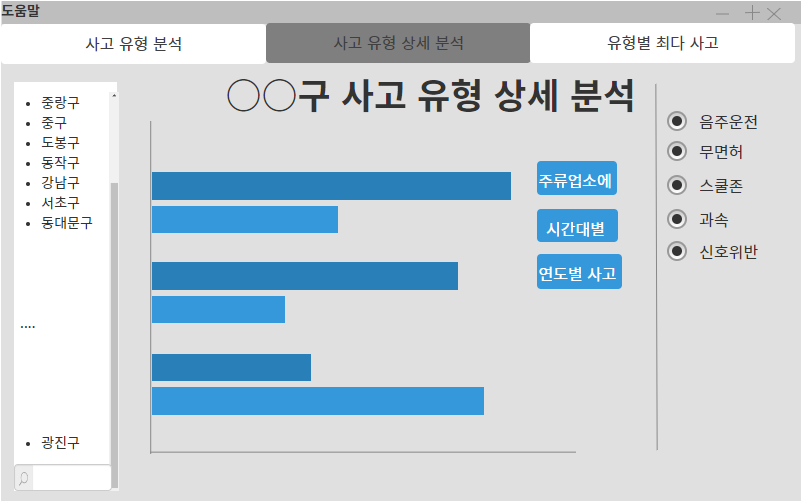 도움말
사고 유형 분석
사고 유형 상세 분석
유형별 최다 사고
○○구 사고 유형 상세 분석
중랑구
중구
도봉구
동작구
강남구
서초구
동대문구
....
광진구
주류업소에
시간대별
연도별 사고
음주운전
무면허
스쿨존
과속
신호위반